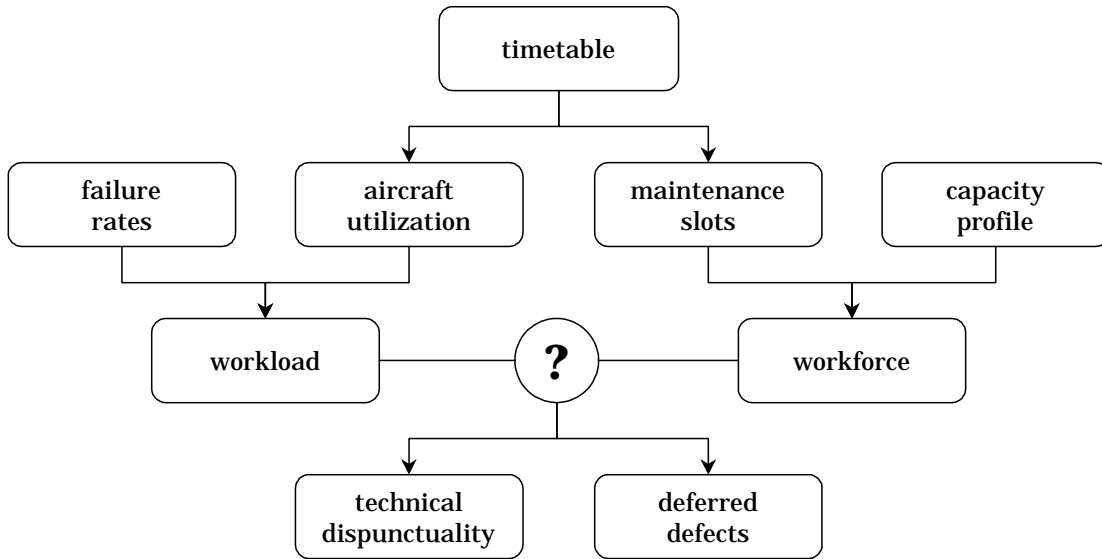 timetable
failure
rates
aircraft
utilization
maintenance
slots
capacity
profile
workload
?
workforce
technical
dispunctuality
deferred
defects